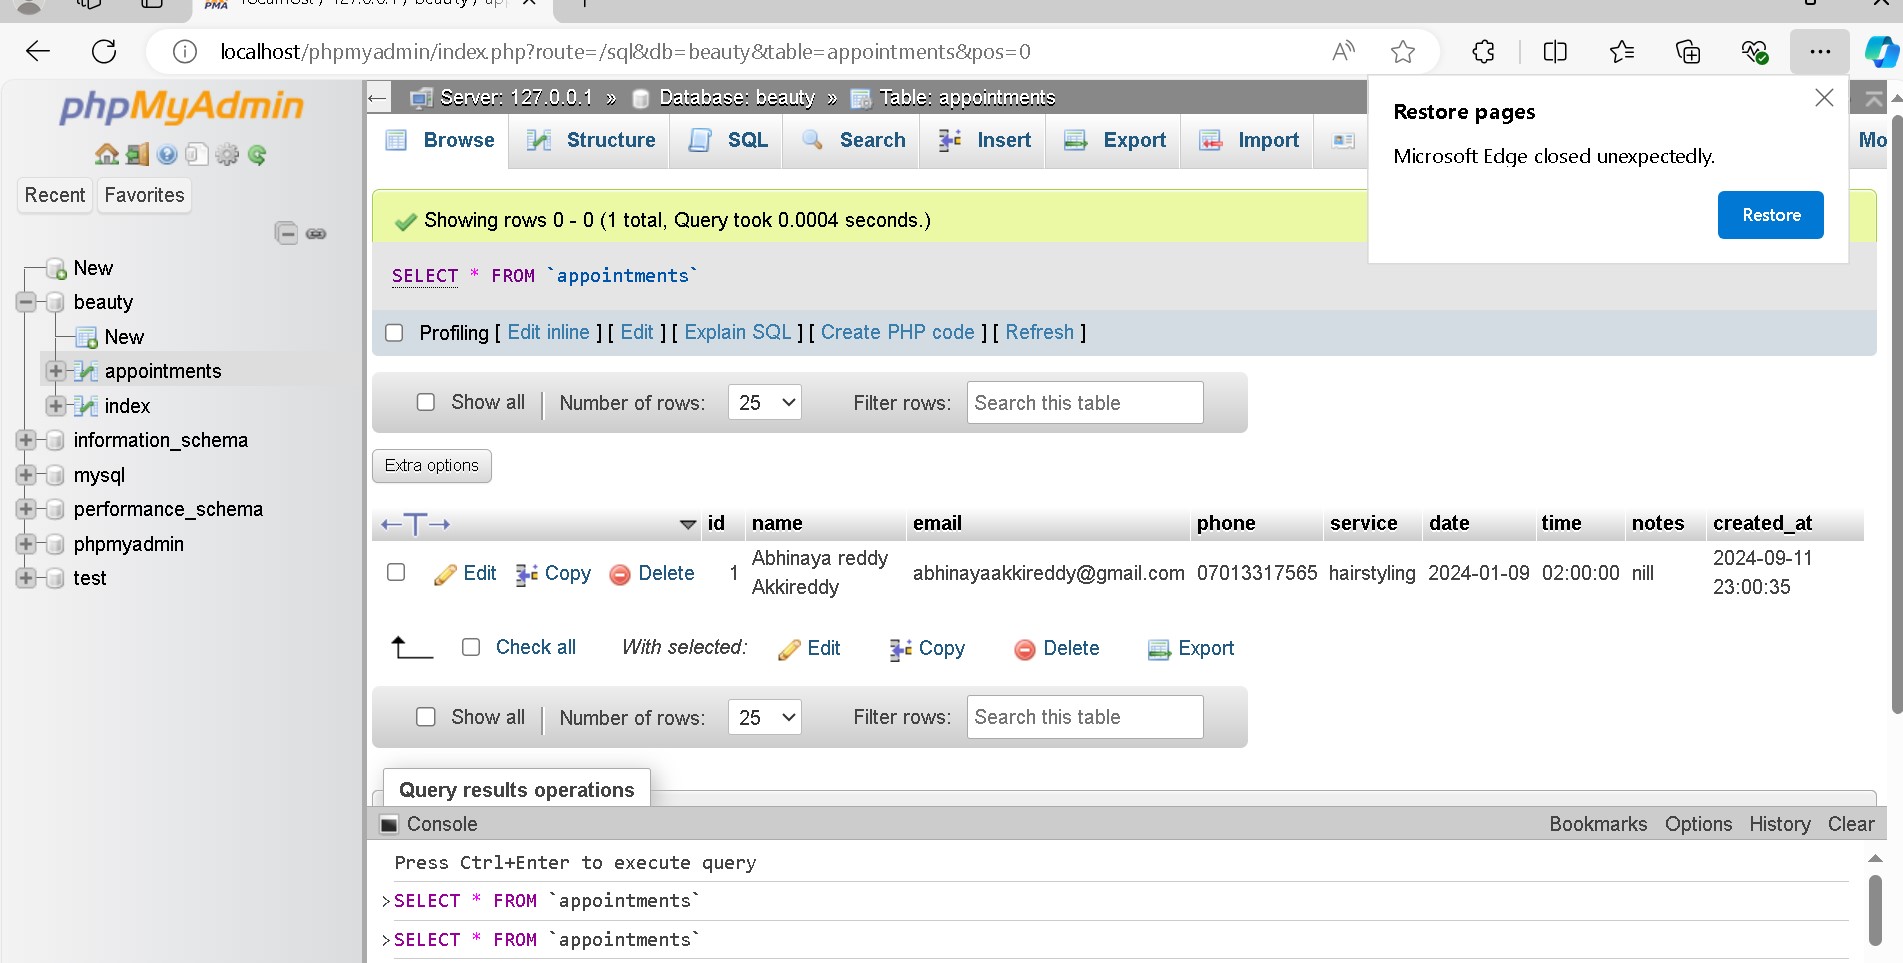 localhost/phpmyadmin/index.php?route=/sql&db=beauty&table=appointments&pos=0
phpMyAdmin
Recent Favorites
New
beauty
New
appointments
index
information_schema
mysql
performance_schema
phpmyadmin
test
Server: 127.0.0.1 » Database: beauty » Table: appointments
Browse Structure SQL Search Insert Export Import Mo
Restore pages
Microsoft Edge closed unexpectedly.
Restore
Showing rows 0 - 0 (1 total, Query took 0.0004 seconds.)
SELECT * FROM `appointments`
Profiling [ Edit inline ] [ Edit ] [ Explain SQL ] [ Create PHP code ] [ Refresh ]
Show all Number of rows: 25 Filter rows: Search this table
Extra options
←T→ id name email phone service date time notes created_at
Edit Copy Delete 1 Abhinaya reddy Akkireddy abhinayaakkireddy@gmail.com 07013317565 hairstyling 2024-01-09 02:00:00 nill 2024-09-11 23:00:35
Check all With selected: Edit Copy Delete Export
Show all Number of rows: 25 Filter rows: Search this table
Query results operations
Console Bookmarks Options History Clear
Press Ctrl+Enter to execute query
>SELECT * FROM `appointments`
>SELECT * FROM `appointments`